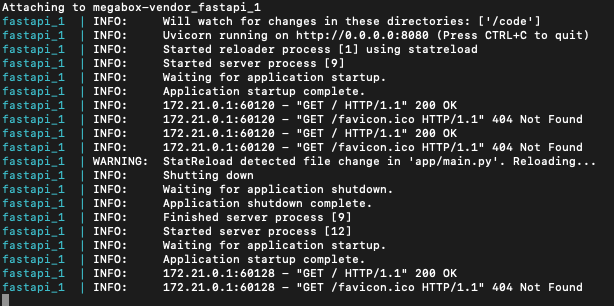 Attaching to megabox-vendor_fastapi_1
fastapi_1  | INFO:     Will watch for changes in these directories: ['/code']
fastapi_1  | INFO:     Uvicorn running on http://0.0.0.0:8080 (Press CTRL+C to quit)
fastapi_1  | INFO:     Started reloader process [1] using statreload
fastapi_1  | INFO:     Started server process [9]
fastapi_1  | INFO:     Waiting for application startup.
fastapi_1  | INFO:     Application startup complete.
fastapi_1  | INFO:     172.21.0.1:60120 - "GET / HTTP/1.1" 200 OK
fastapi_1  | INFO:     172.21.0.1:60120 - "GET /favicon.ico HTTP/1.1" 404 Not Found
fastapi_1  | INFO:     172.21.0.1:60120 - "GET / HTTP/1.1" 200 OK
fastapi_1  | INFO:     172.21.0.1:60120 - "GET /favicon.ico HTTP/1.1" 404 Not Found
fastapi_1  | WARNING:  StatReload detected file change in 'app/main.py'. Reloading...
fastapi_1  | INFO:     Shutting down
fastapi_1  | INFO:     Waiting for application shutdown.
fastapi_1  | INFO:     Application shutdown complete.
fastapi_1  | INFO:     Finished server process [9]
fastapi_1  | INFO:     Started server process [12]
fastapi_1  | INFO:     Waiting for application startup.
fastapi_1  | INFO:     Application startup complete.
fastapi_1  | INFO:     172.21.0.1:60128 - "GET / HTTP/1.1" 200 OK
fastapi_1  | INFO:     172.21.0.1:60128 - "GET /favicon.ico HTTP/1.1" 404 Not Found